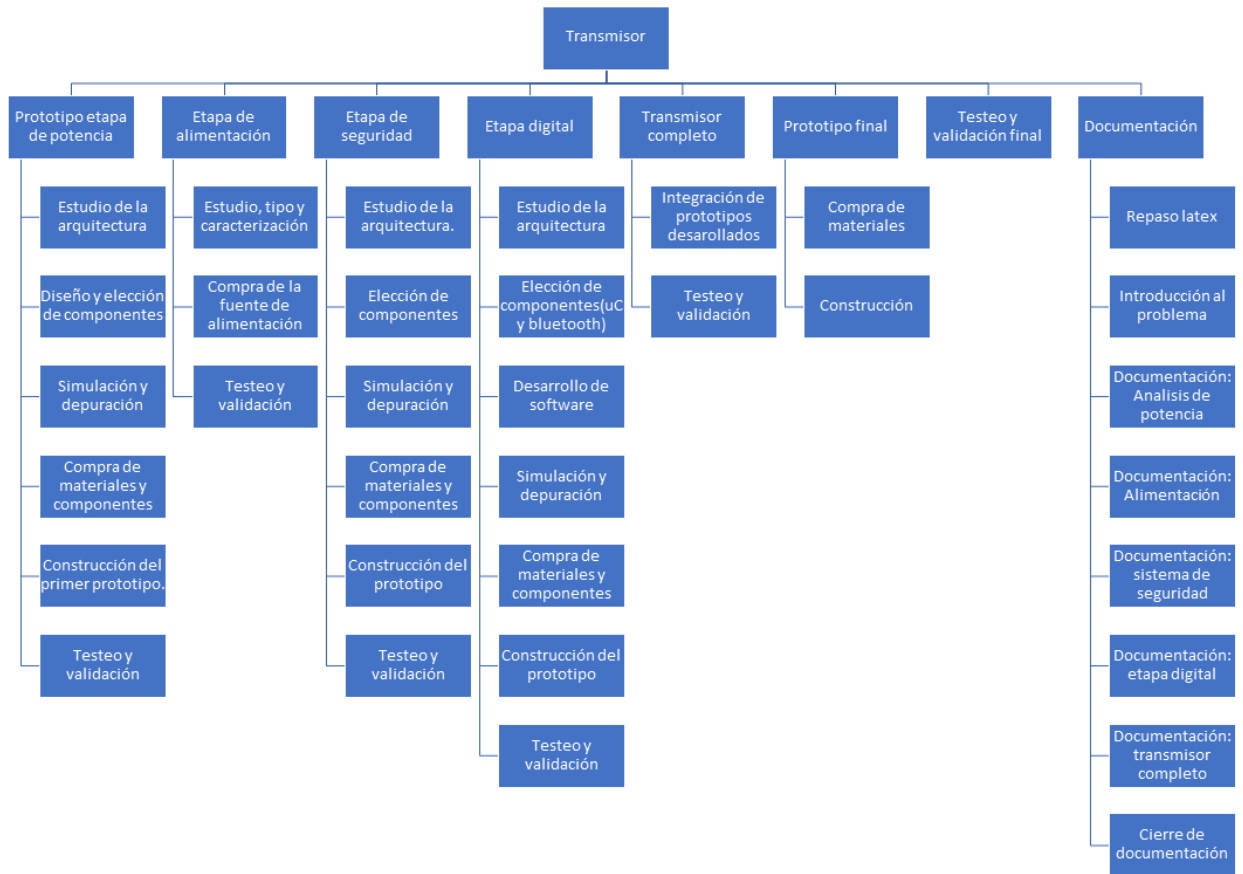 Transmisor
Prototipo etapa
de potencia
Etapa de
alimentación
Etapa de
seguridad
Etapa digital
Transmisor
completo
Prototipo final
Testeo y
validación final
Documentación
Estudio de la
arquitectura
Diseño y elección
de componentes
Simulación y
depuración
Compra de
materiales y
componentes
Construcción del
primer prototipo.
Testeo y
validación
Estudio, tipo y
caracterización
Compra de la
fuente de
alimentación
Testeo y
validación
Estudio de la
arquitectura.
Elección de
componentes
Simulación y
depuración
Compra de
materiales y
componentes
Construcción del
prototipo
Testeo y
validación
Estudio de la
arquitectura
Elección de
componentes(uC
y bluetooth)
Desarrollo de
software
Simulación y
depuración
Compra de
materiales y
componentes
Construcción del
prototipo
Testeo y
validación
Integración de
prototipos
desarollados
Testeo y
validación
Compra de
materiales
Construcción
Repaso latex
Introducción al
problema
Documentación:
Analisis de
potencia
Documentación:
Alimentación
Documentación:
sistema de
seguridad
Documentación:
etapa digital
Documentación:
transmisor
completo
Cierre de
documentación